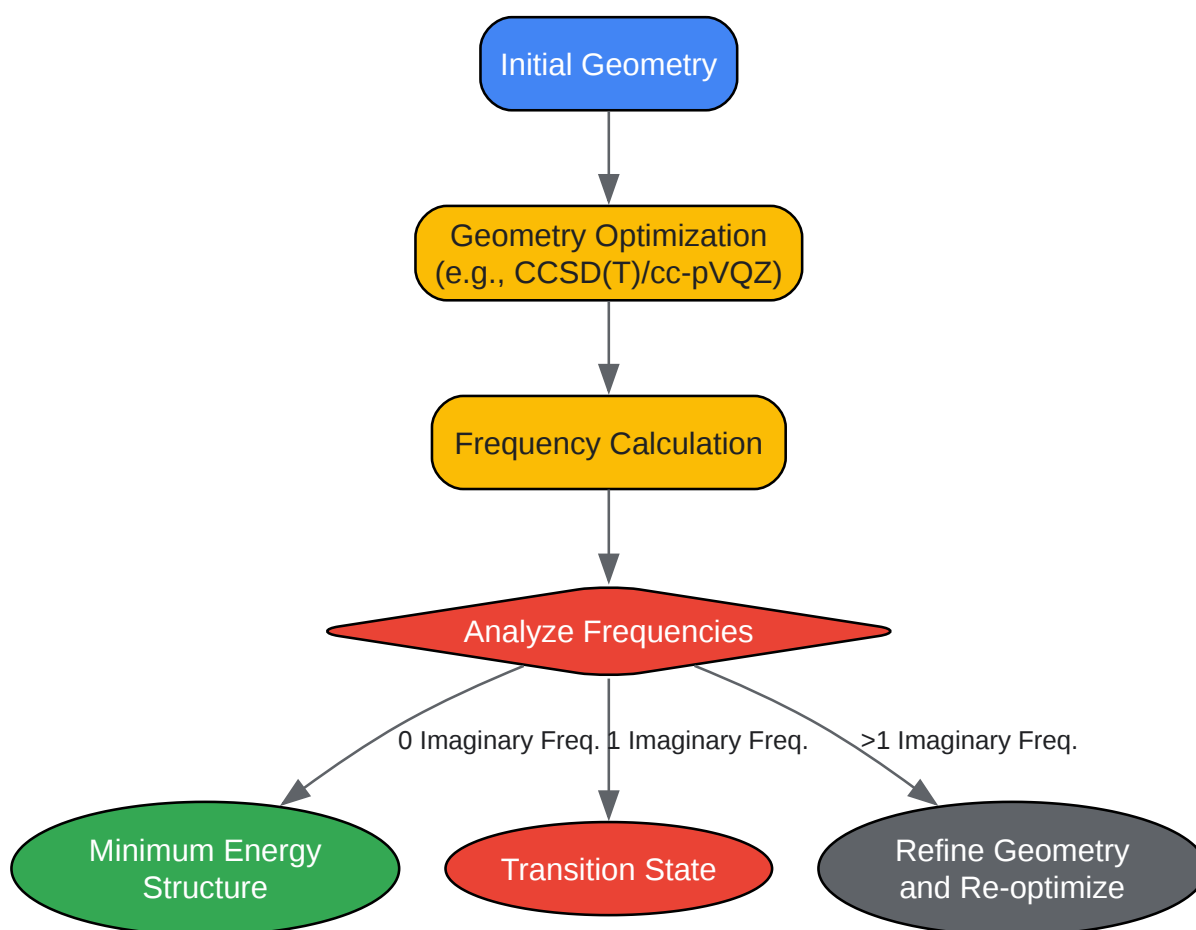 Initial Geometry
Geometry Optimization
(e.g., CCSD(T)/cc-pVQZ)
Frequency Calculation
Analyze Frequencies
0 Imaginary Freq.
1 Imaginary Freq.
>1 Imaginary Freq.
Minimum Energy
Structure
Transition State
Refine Geometry
and Re-optimize